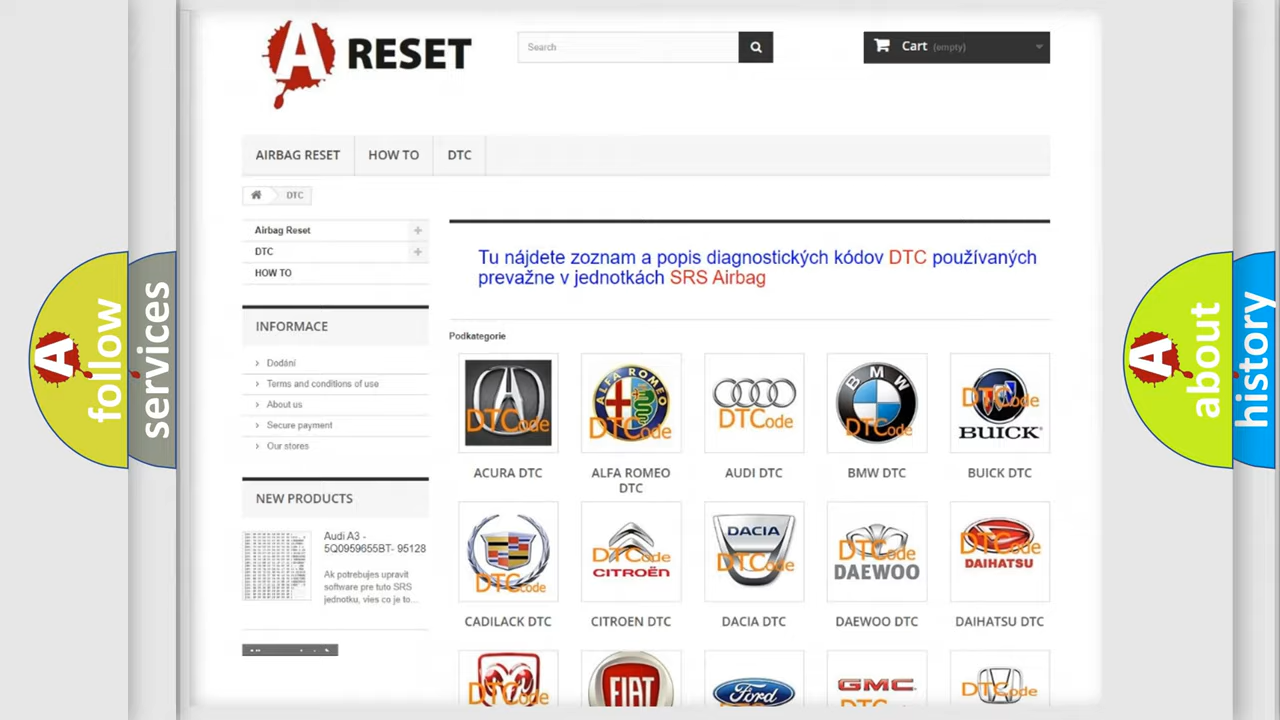 A RESET
Search
Cart (empty)
AIRBAG RESET
HOW TO
DTC
DTC
Airbag Reset
DTC
HOW TO
INFORMACE
Dodání
Terms and conditions of use
About us
Secure payment
Our stores
NEW PRODUCTS
Audi A3 -
5Q0959655BT- 95128
Ak potrebujes upravit
software pre tuto SRS
jednotku, vies co je to...
Tu nájdete zoznam a popis diagnostických kódov DTC používaných
prevažne v jednotkách SRS Airbag
Podkategorie
DTCode
ALFA ROMEO
DTCode
DTCode
BMW
DTCode
DTCode
BUICK
ACURA DTC
ALFA ROMEO
DTC
AUDI DTC
BMW DTC
BUICK DTC
DTCode
DTCode
CITROËN
DACIA
DTCode
DTCode
DAEWOO
DTCode
DAIHATSU
CADILACK DTC
CITROEN DTC
DACIA DTC
DAEWOO DTC
DAIHATSU DTC
DTCode
FIAT
Ford
GMC
DTCode
A follow
services
A about
history